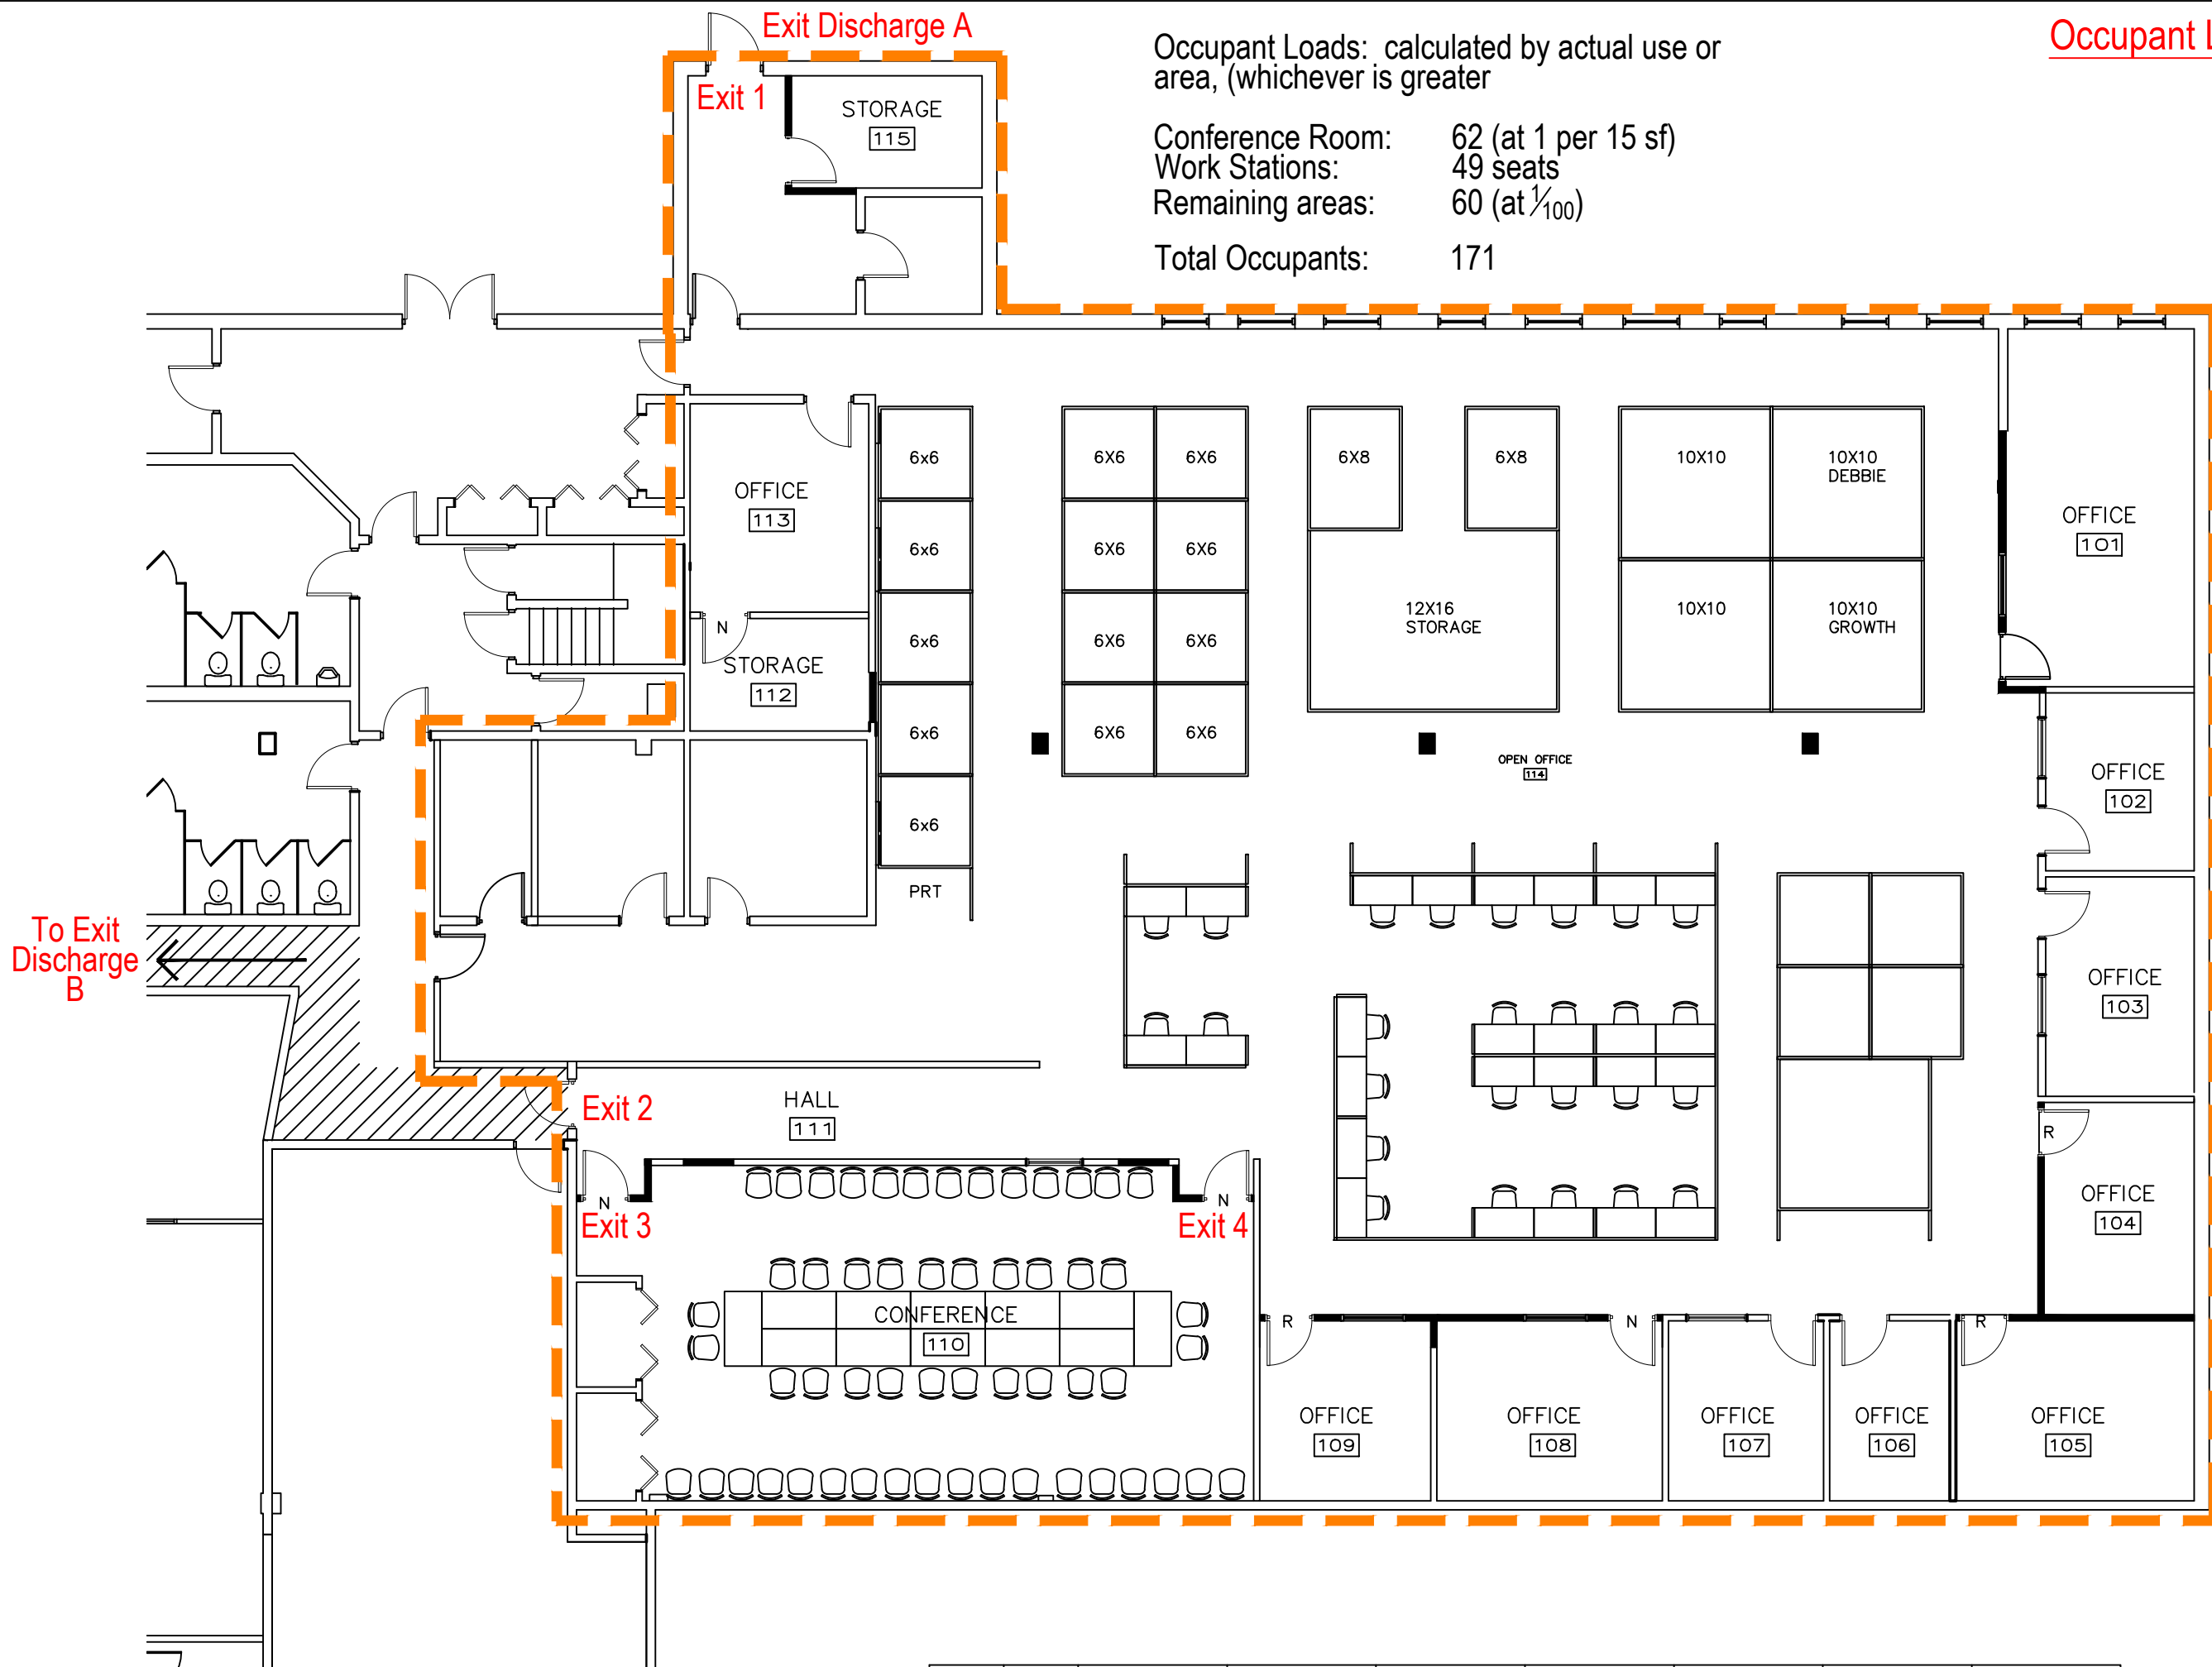 Exit Discharge A
Occupant L
Occupant Loads: calculated by actual use or
area, (whichever is greater
Exit 1
STORAGE
115
Conference Room: 62 (at 1 per 15 sf)
Work Stations: 49 seats
Remaining areas: 60 (at 1/100)
Total Occupants: 171
6x6
6X6 6X6
6X8
6X8
10X10
10X10
DEBBIE
OFFICE
113
OFFICE
101
6x6
6X6 6X6
N
6x6
6X6 6X6
12X16
STORAGE
10X10
10X10
GROWTH
STORAGE
112
6x6
6X6 6X6
OPEN OFFICE
114
OFFICE
102
6x6
PRT
To Exit
Discharge
B
OFFICE
103
Exit 2
HALL
111
R
N
Exit 3
N
Exit 4
OFFICE
104
CONFERENCE
110
R
N
R
OFFICE
109
OFFICE
108
OFFICE
107
OFFICE
106
OFFICE
105